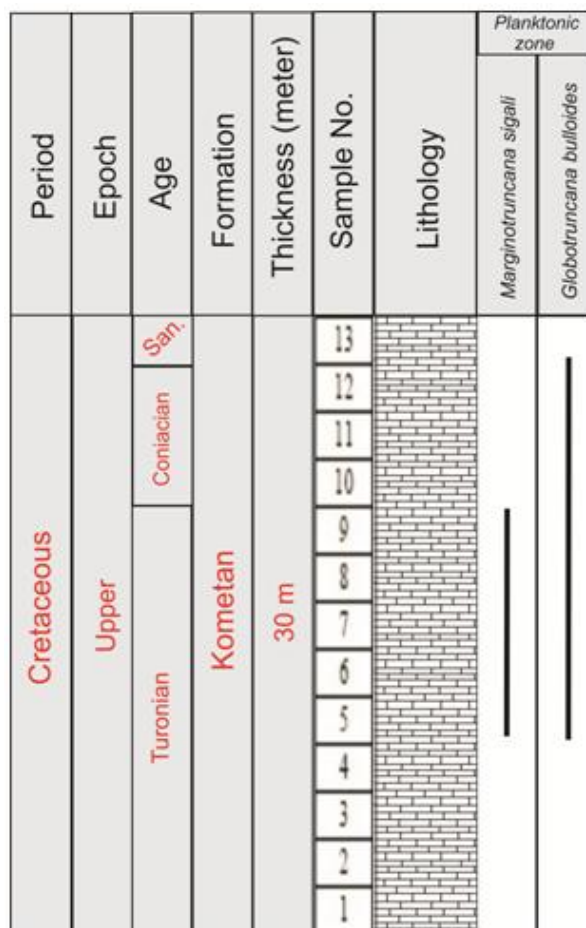 Period
Epoch
Age
Formation
Thickness (meter)
Sample No.
Lithology
Planktonic
zone
Marginotruncana sigali
Globotruncana bulloides
Cretaceous
Upper
San.
Coniacian
Turonian
Kometan
30 m
13
12
11
10
9
8
7
6
5
4
3
2
1